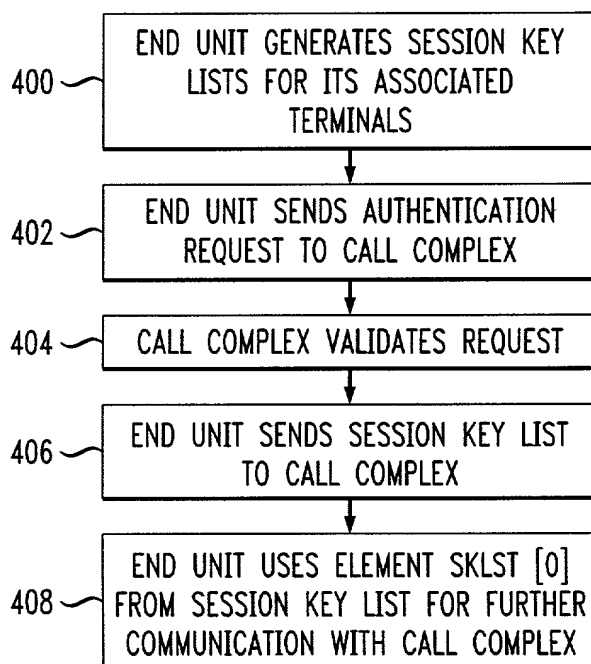 400
END UNIT GENERATES SESSION KEY
LISTS FOR ITS ASSOCIATED
TERMINALS
402
END UNIT SENDS AUTHENTICATION
REQUEST TO CALL COMPLEX
404
CALL COMPLEX VALIDATES REQUEST
406
END UNIT SENDS SESSION KEY LIST
TO CALL COMPLEX
408
END UNIT USES ELEMENT SKLST [0]
FROM SESSION KEY LIST FOR FURTHER
COMMUNICATION WITH CALL COMPLEX